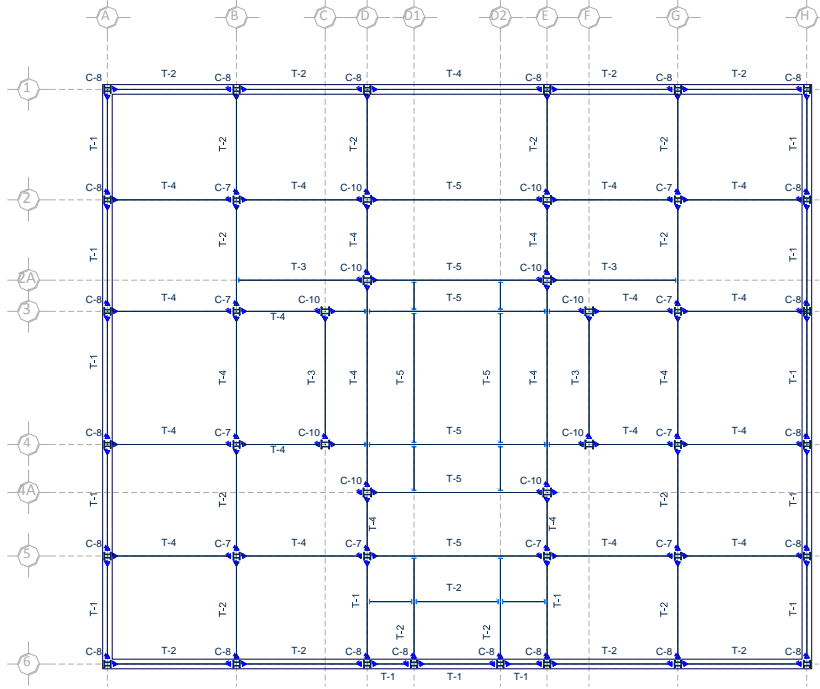 A B C D D1 D2 E F G H
C-8 T-2 C-8 T-2 C-8 T-4 C-8 T-2 C-8 T-2 C-8
1
T-1 T-2 T-2 T-2 T-2 T-1
C-8 T-4 C-7 T-4 C-10 T-5 C-10 T-4 C-7 T-4 C-8
2
T-1 T-2 T-4 T-4 T-2 T-1
T-3 C-10 T-5 C-10 T-3
2A
C-8 T-4 C-7 C-10 T-5 C-10 T-4 C-7 T-4 C-8
3
T-4
T-1 T-4 T-3 T-4 T-5 T-5 T-4 T-3 T-4 T-1
C-8 T-4 C-7 C-10 T-5 C-10 T-4 C-7 T-4 C-8
4
T-4
C-10 T-5 C-10
4A
T-1 T-2 T-4 T-4 T-2 T-1
C-8 T-4 C-7 T-4 C-7 T-5 C-7 T-4 C-7 T-4 C-8
5
T-2
T-1 T-2 T-1 T-1 T-2 T-1
T-2 T-2
C-8 T-2 C-8 T-2 C-8 C-8 C-8 C-8 T-2 C-8 T-2 C-8
6
T-1 T-1 T-1